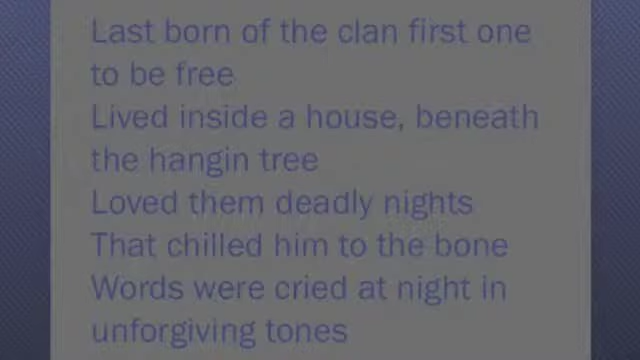 Last born of the clan first one
to be free
Lived inside a house, beneath
the hangin tree
Loved them deadly nights
That chilled him to the bone
Words were cried at night in
unforgiving tones